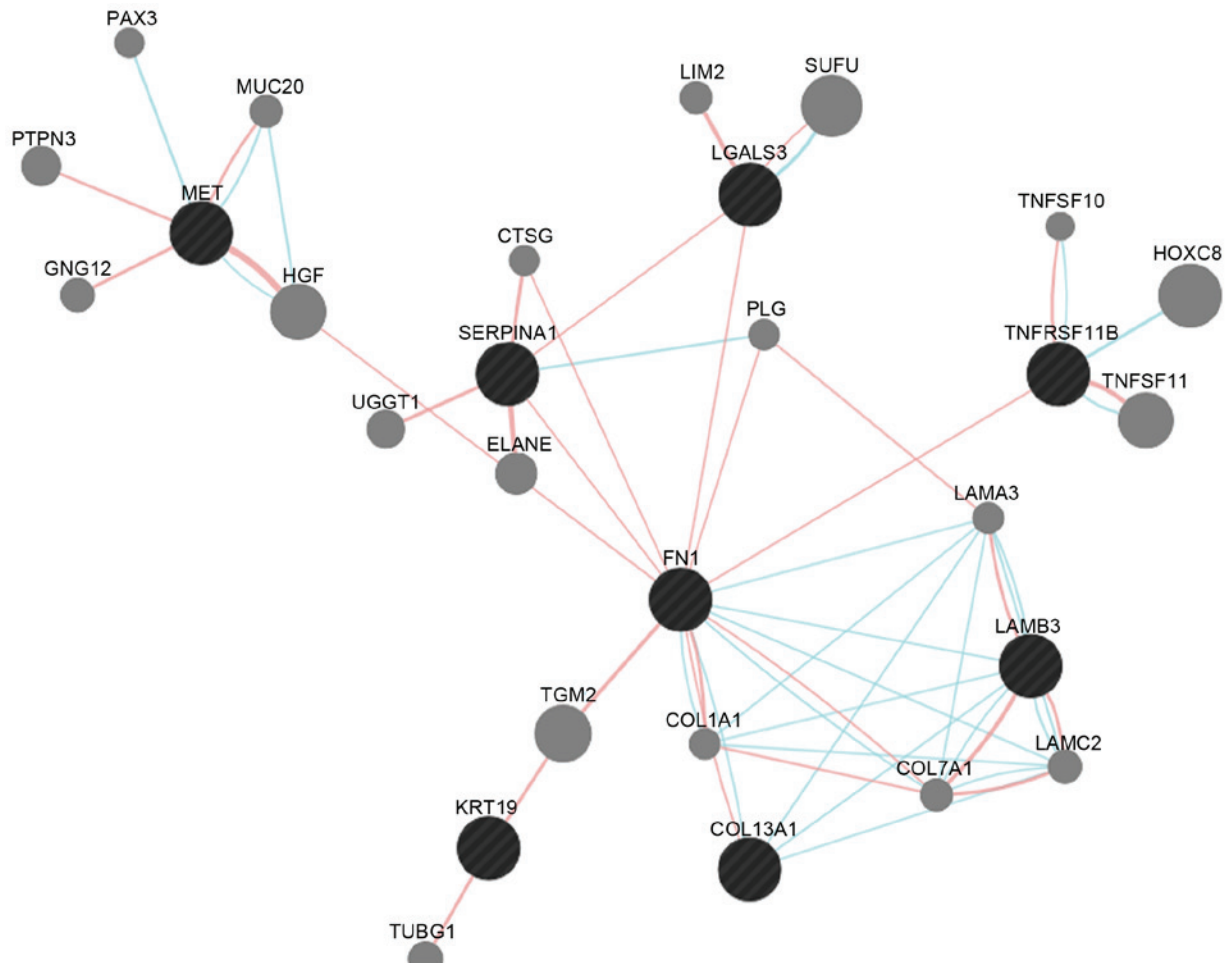 PAX3
MUC20
PTPN3
MET
GNG12
HGF
LIM2
SUFU
LGALS3
CTSG
SERPINA1
PLG
UGGT1
ELANE
TNFSF10
HOXC8
TNFRSF11B
TNFSF11
LAMA3
FN1
LAMB3
TGM2
COL1A1
LAMC2
COL7A1
KRT19
COL13A1
TUBG1